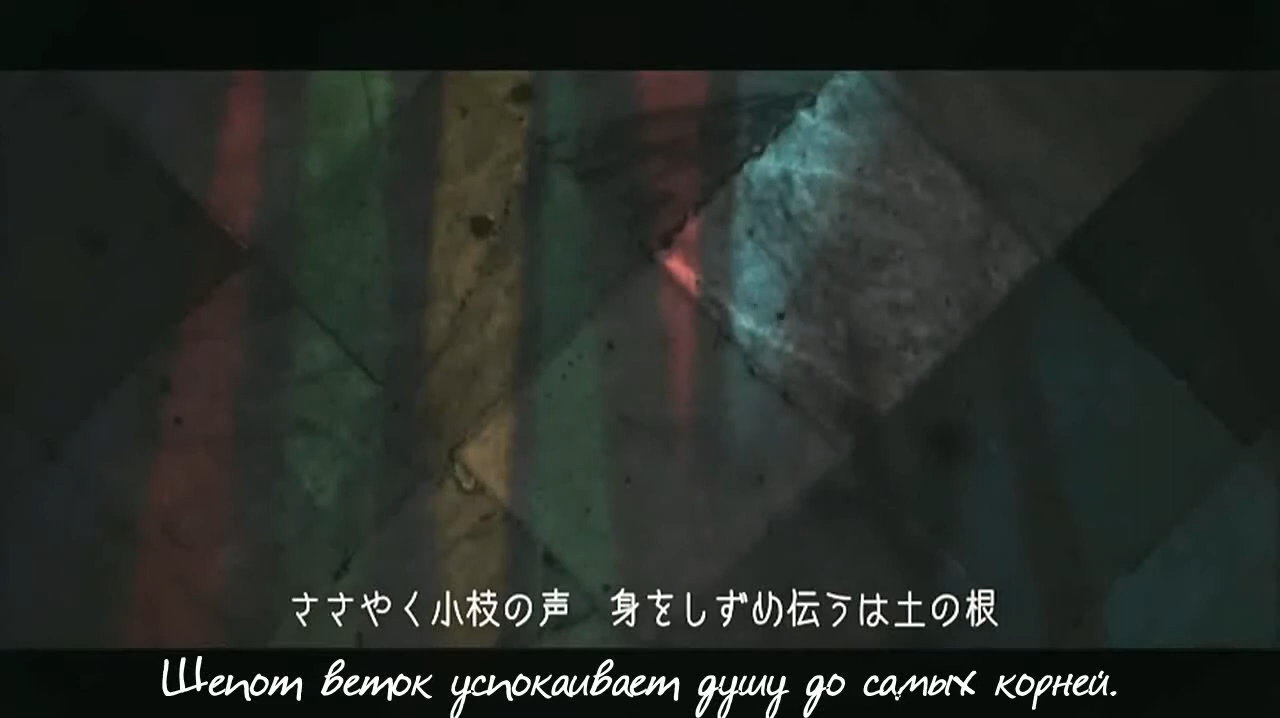 ささやく小枝の声　身をしずめ伝うは土の根
Шепот веток успокаивает душу до самых корней.